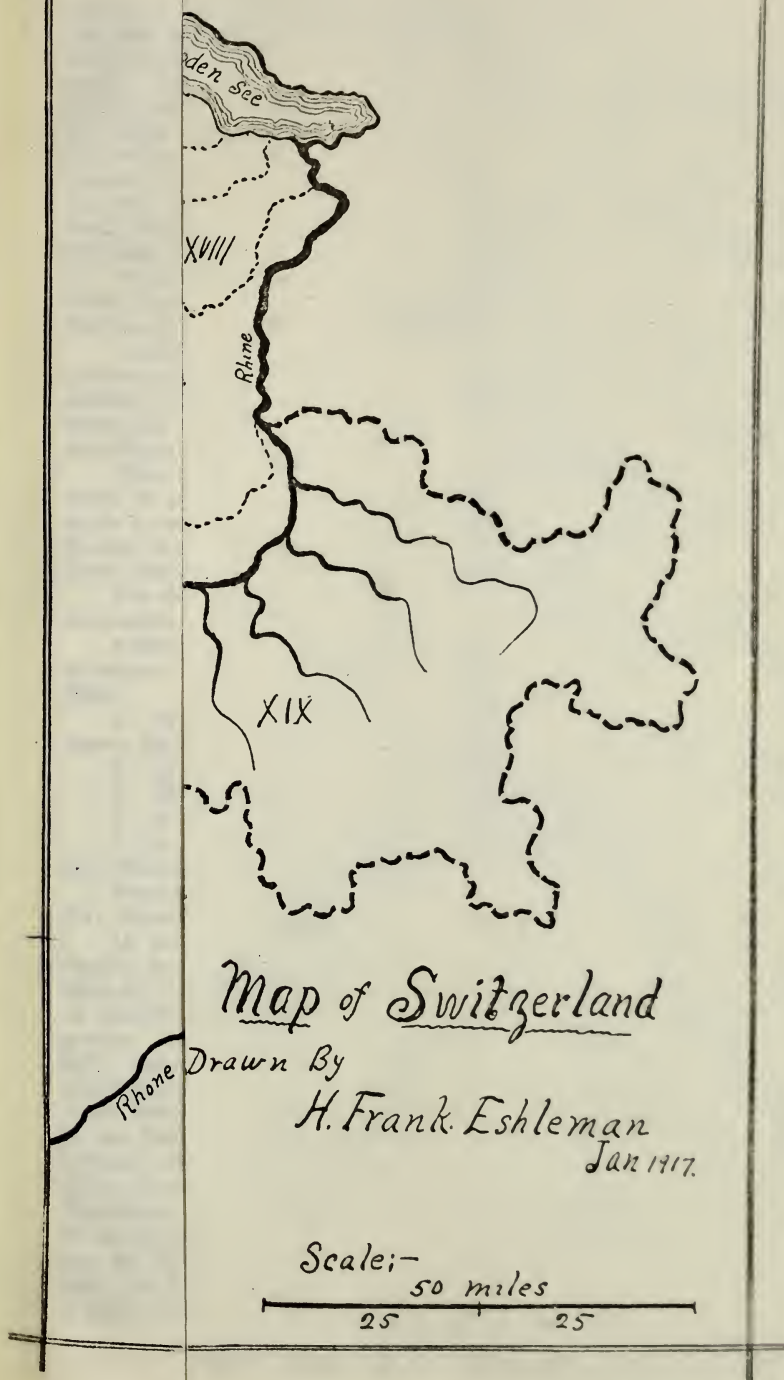 oden See
XVIII
Rhine
XIX
Map of Switzerland
Rhone
Drawn By
H. Frank. Eshleman
Jan 1917.
Scale;-
50 miles
25 25